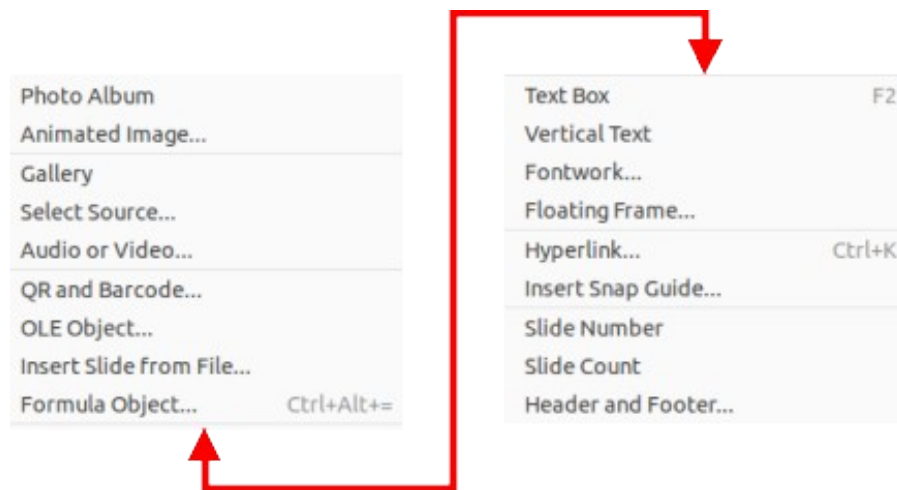 Photo Album
Animated Image...
Gallery
Select Source...
Audio or Video...
QR and Barcode...
OLE Object...
Insert Slide from File...
Formula Object... Ctrl+Alt+=
Text Box F2
Vertical Text
Fontwork...
Floating Frame...
Hyperlink... Ctrl+K
Insert Snap Guide...
Slide Number
Slide Count
Header and Footer...